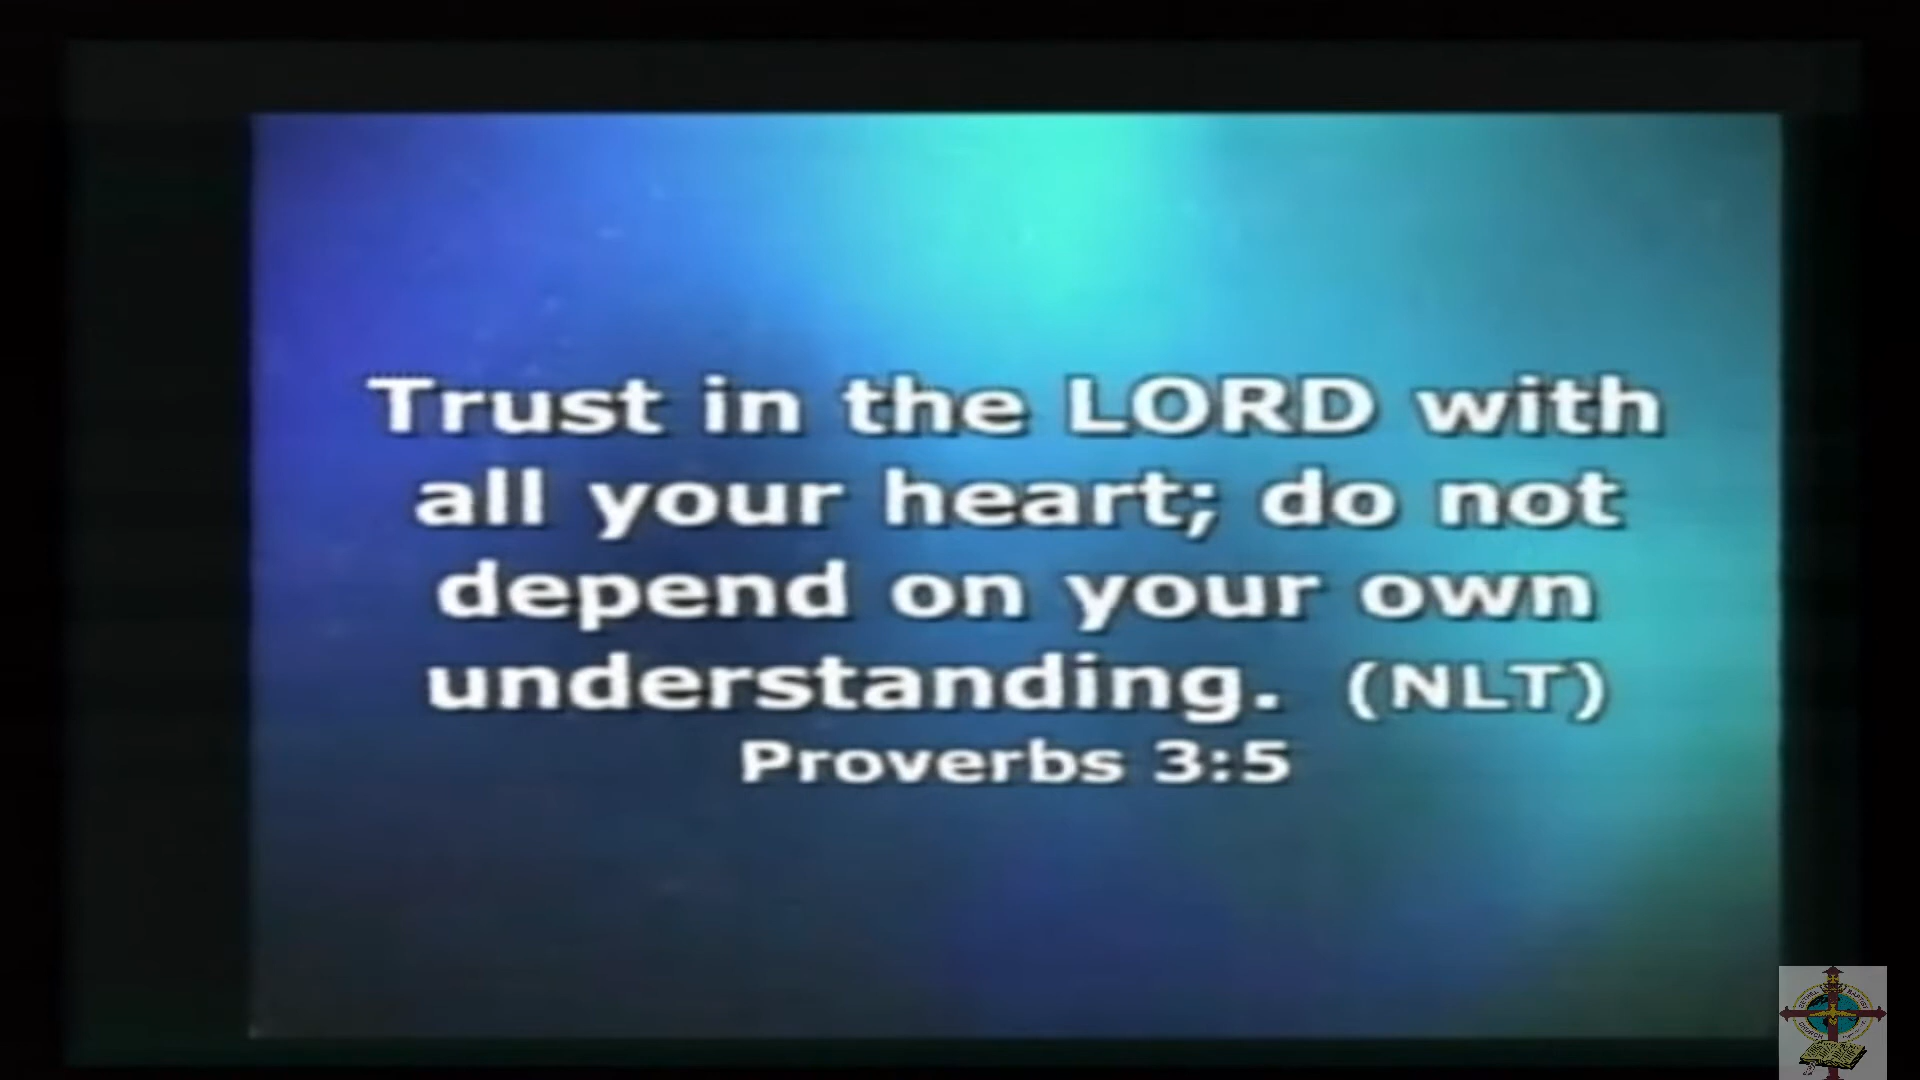 Trust in the LORD with
all your heart; do not
depend on your own
understanding. (NLT)
Proverbs 3:5